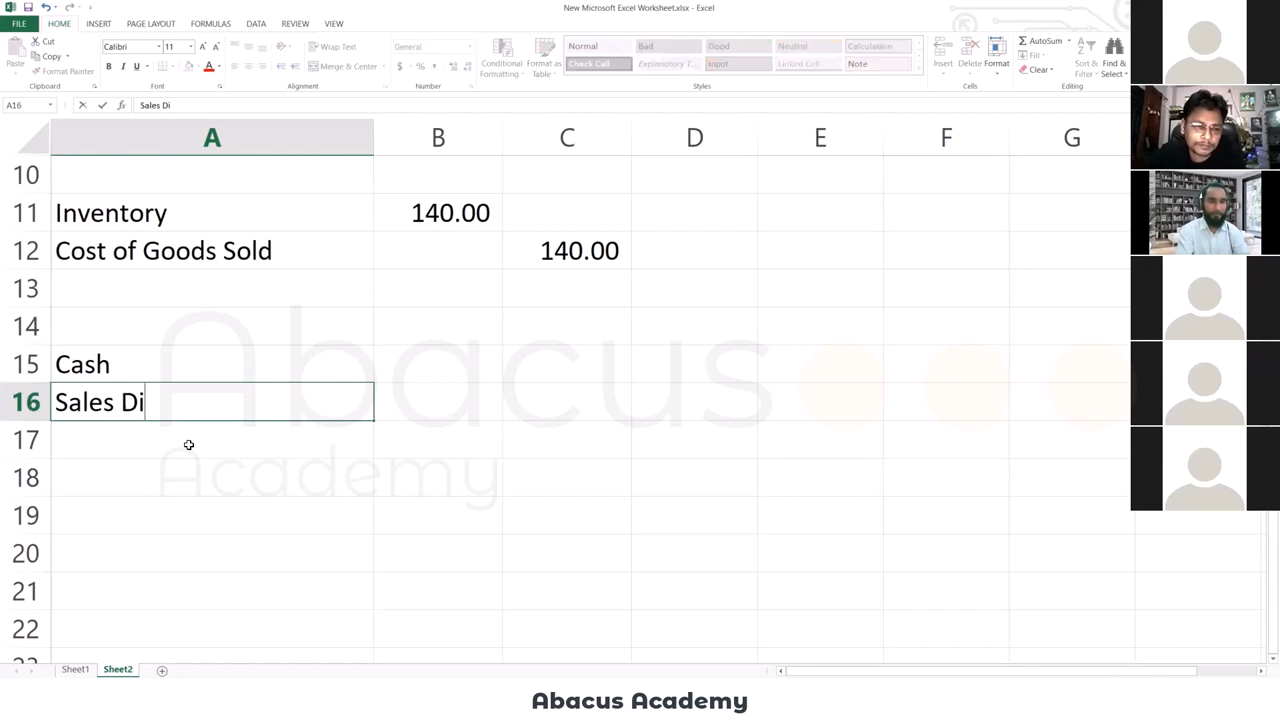 New Microsoft Excel Worksheet.xlsx - Excel
FILE HOME INSERT PAGE LAYOUT FORMULAS DATA REVIEW VIEW
Cut
Copy
Format Painter
Paste
Clipboard
Calibri 11
B I U
Font
Wrap Text
Merge & Center
Alignment
General
$ % ,
Number
Conditional Formatting
Format as Table
Normal Bad Good Neutral Calculation
Check Cell Explanatory T... Input Linked Cell Note
Styles
Insert Delete Format
Cells
AutoSum
Fill
Clear
Sort & Filter
Find & Select
Editing
A16 fx Sales Di
A B C D E F G
10
11 Inventory 140.00
12 Cost of Goods Sold 140.00
13
14
15 Cash
16 Sales Di
17
18
19
20
21
22
Abacus
Academy
Sheet1 Sheet2
Abacus Academy